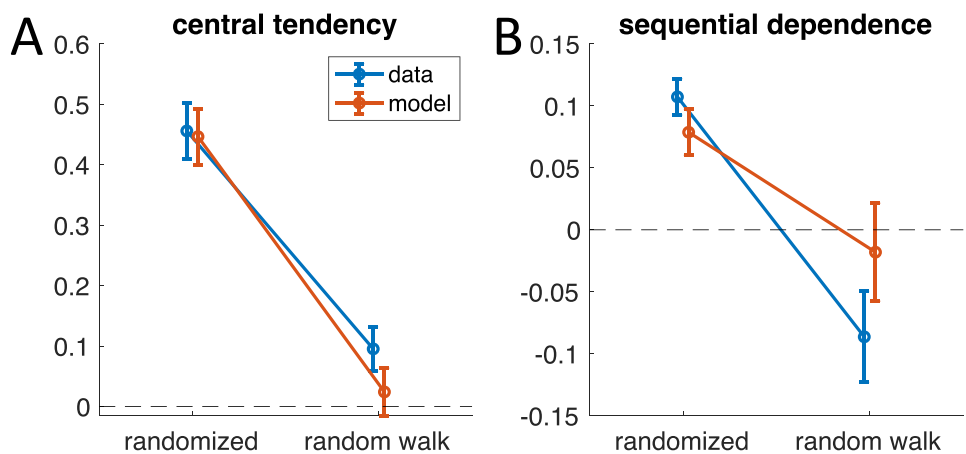 A
central tendency
0.6
0.5
0.4
0.3
0.2
0.1
0
data
model
randomized
random walk
B
sequential dependence
0.15
0.1
0.05
0
-0.05
-0.1
-0.15
randomized
random walk